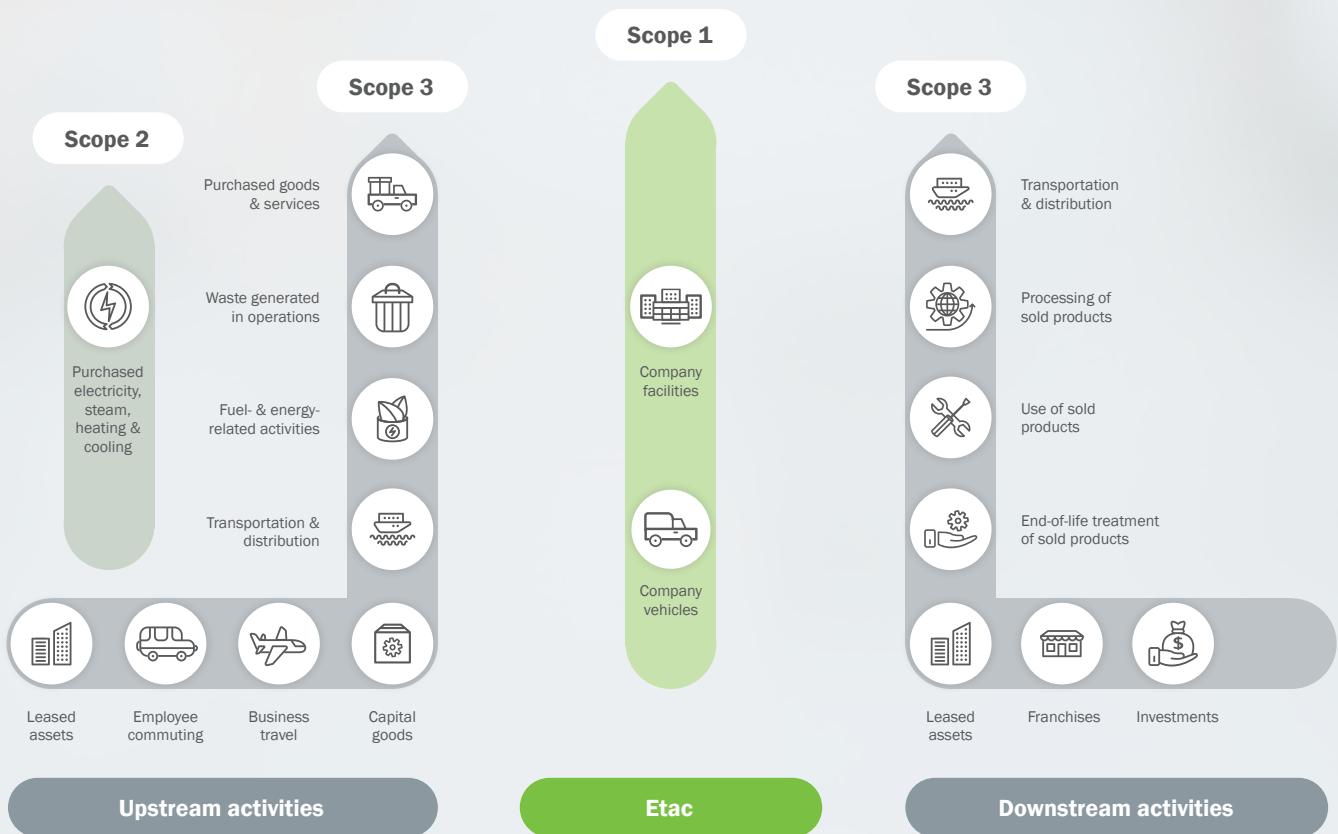 Scope 1
Scope 3
Scope 3
Scope 2
Purchased goods
& services
Waste generated
in operations
Fuel- & energy-
related activities
Transportation &
distribution
Purchased
electricity,
steam,
heating &
cooling
Leased
assets
Employee
commuting
Business
travel
Capital
goods
Company
facilities
Company
vehicles
Transportation
& distribution
Processing of
sold products
Use of sold
products
End-of-life treatment
of sold products
Leased
assets
Franchises
$
Investments
Upstream activities
Etac
Downstream activities